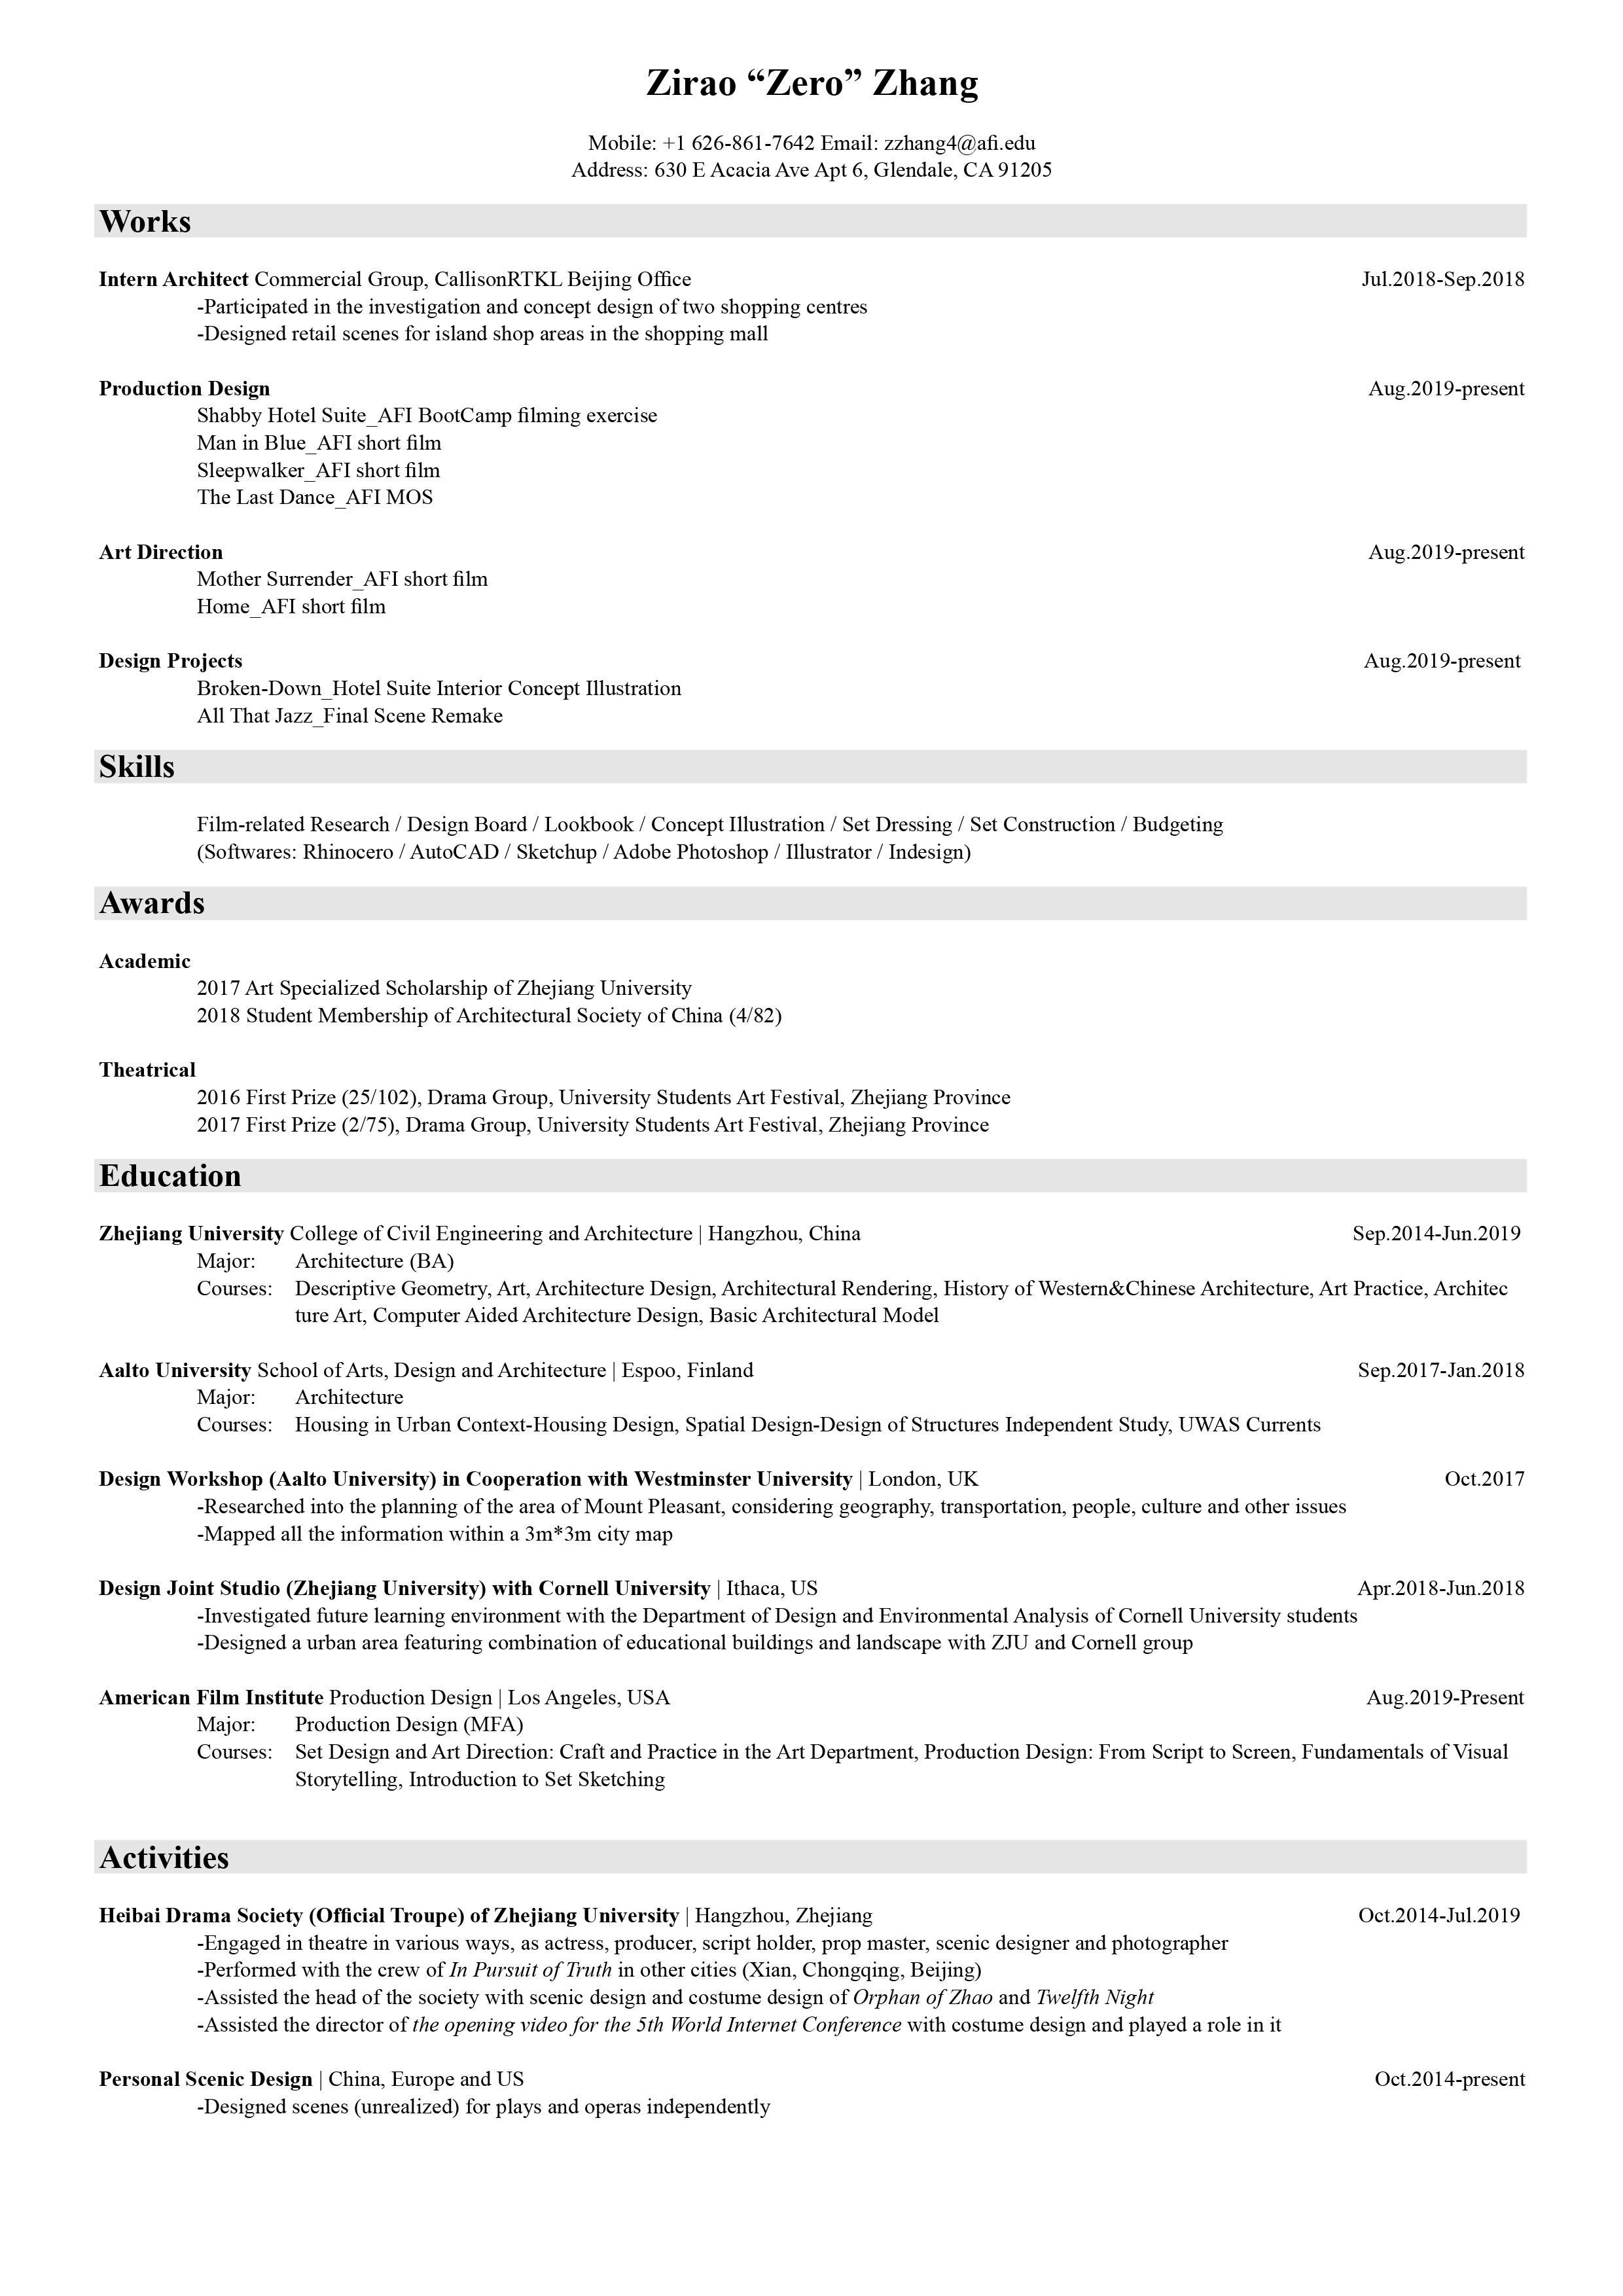 Zirao “Zero” Zhang
Mobile: +1 626-861-7642 Email: zzhang4@afi.edu
Address: 630 E Acacia Ave Apt 6, Glendale, CA 91205
Works
Intern Architect Commercial Group, CallisonRTKL Beijing Office Jul.2018-Sep.2018
-Participated in the investigation and concept design of two shopping centres
-Designed retail scenes for island shop areas in the shopping mall
Production Design Aug.2019-present
Shabby Hotel Suite_AFI BootCamp filming exercise
Man in Blue_AFI short film
Sleepwalker_AFI short film
The Last Dance_AFI MOS
Art Direction Aug.2019-present
Mother Surrender_AFI short film
Home_AFI short film
Design Projects Aug.2019-present
Broken-Down_Hotel Suite Interior Concept Illustration
All That Jazz_Final Scene Remake
Skills
Film-related Research / Design Board / Lookbook / Concept Illustration / Set Dressing / Set Construction / Budgeting
(Softwares: Rhinocero / AutoCAD / Sketchup / Adobe Photoshop / Illustrator / Indesign)
Awards
Academic
2017 Art Specialized Scholarship of Zhejiang University
2018 Student Membership of Architectural Society of China (4/82)
Theatrical
2016 First Prize (25/102), Drama Group, University Students Art Festival, Zhejiang Province
2017 First Prize (2/75), Drama Group, University Students Art Festival, Zhejiang Province
Education
Zhejiang University College of Civil Engineering and Architecture | Hangzhou, China Sep.2014-Jun.2019
Major: Architecture (BA)
Courses: Descriptive Geometry, Art, Architecture Design, Architectural Rendering, History of Western&Chinese Architecture, Art Practice, Architec
ture Art, Computer Aided Architecture Design, Basic Architectural Model
Aalto University School of Arts, Design and Architecture | Espoo, Finland Sep.2017-Jan.2018
Major: Architecture
Courses: Housing in Urban Context-Housing Design, Spatial Design-Design of Structures Independent Study, UWAS Currents
Design Workshop (Aalto University) in Cooperation with Westminster University | London, UK Oct.2017
-Researched into the planning of the area of Mount Pleasant, considering geography, transportation, people, culture and other issues
-Mapped all the information within a 3m*3m city map
Design Joint Studio (Zhejiang University) with Cornell University | Ithaca, US Apr.2018-Jun.2018
-Investigated future learning environment with the Department of Design and Environmental Analysis of Cornell University students
-Designed a urban area featuring combination of educational buildings and landscape with ZJU and Cornell group
American Film Institute Production Design | Los Angeles, USA Aug.2019-Present
Major: Production Design (MFA)
Courses: Set Design and Art Direction: Craft and Practice in the Art Department, Production Design: From Script to Screen, Fundamentals of Visual
Storytelling, Introduction to Set Sketching
Activities
Heibai Drama Society (Official Troupe) of Zhejiang University | Hangzhou, Zhejiang Oct.2014-Jul.2019
-Engaged in theatre in various ways, as actress, producer, script holder, prop master, scenic designer and photographer
-Performed with the crew of In Pursuit of Truth in other cities (Xian, Chongqing, Beijing)
-Assisted the head of the society with scenic design and costume design of Orphan of Zhao and Twelfth Night
-Assisted the director of the opening video for the 5th World Internet Conference with costume design and played a role in it
Personal Scenic Design | China, Europe and US Oct.2014-present
-Designed scenes (unrealized) for plays and operas independently